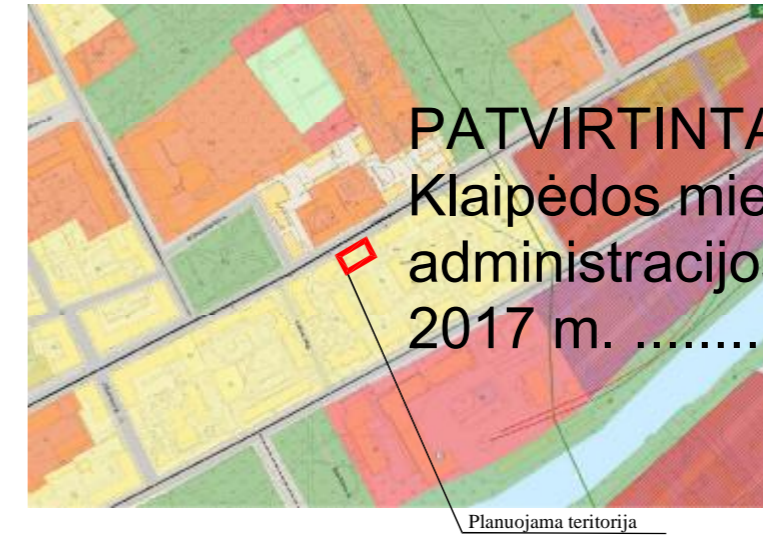 PATVIRTINTA
Klaipėdos mie
administracijo
2017 m. ........
Planuojama teritorija